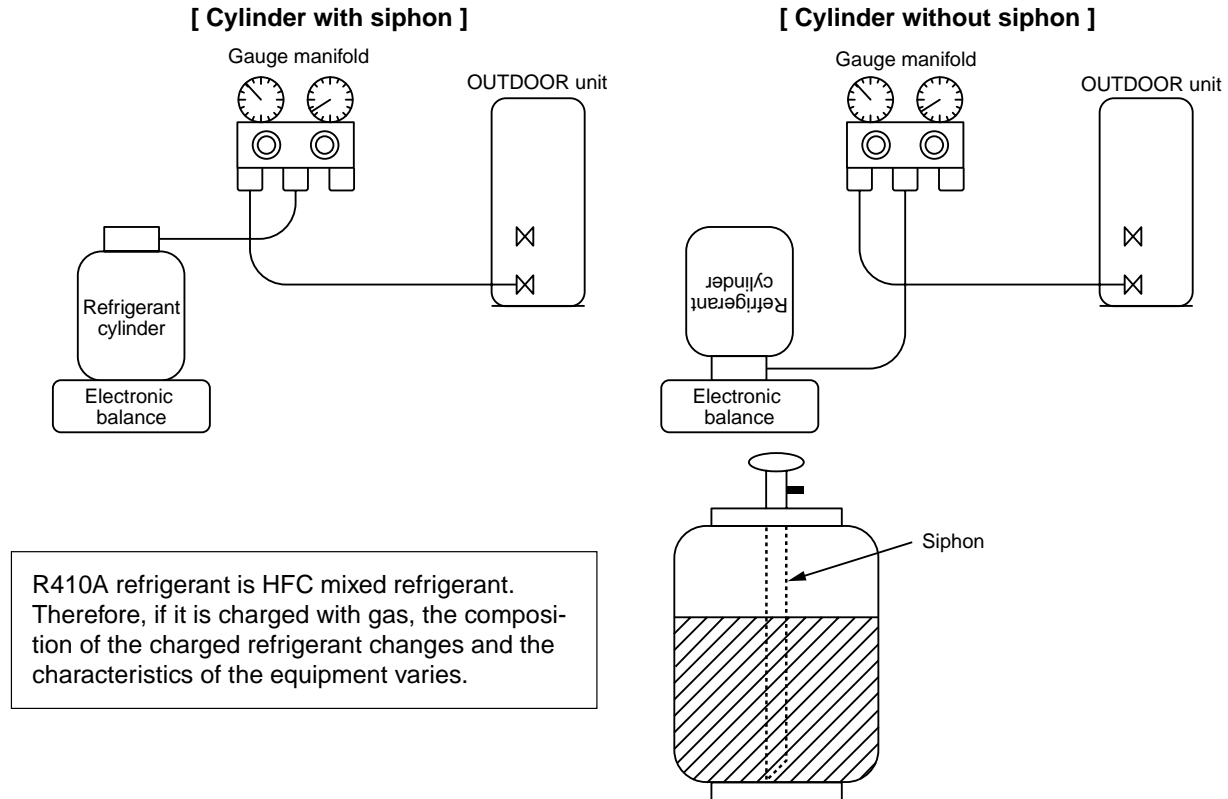 [ Cylinder with siphon ]
Gauge manifold
OUTDOOR unit
Refrigerant
cylinder
Electronic
balance
[ Cylinder without siphon ]
Gauge manifold
OUTDOOR unit
Refrigerant
cylinder
Electronic
balance
Siphon
R410A refrigerant is HFC mixed refrigerant.
Therefore, if it is charged with gas, the composi-
tion of the charged refrigerant changes and the
characteristics of the equipment varies.